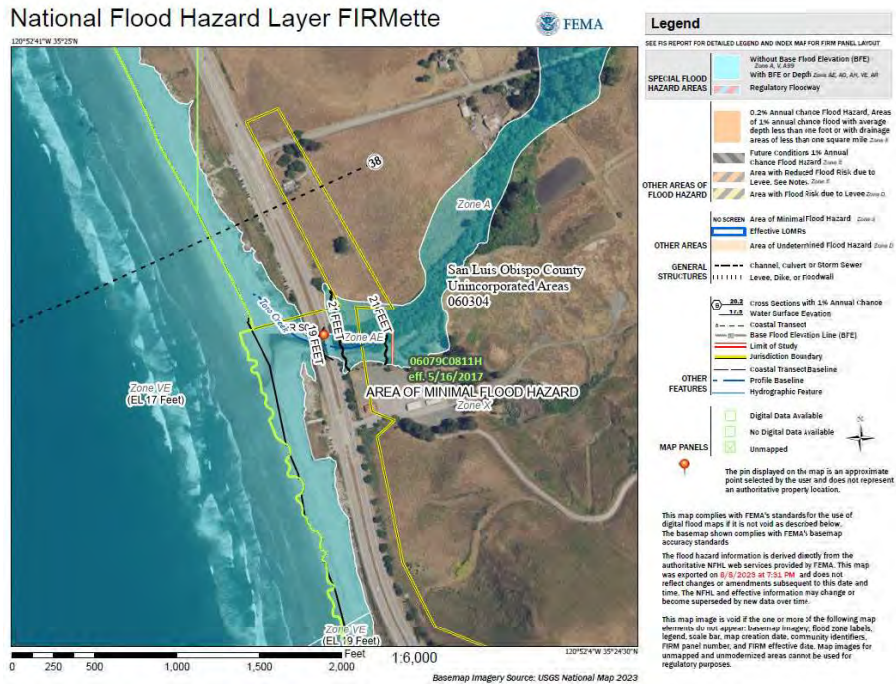 National Flood Hazard Layer FIRMette
FEMA
120°52'41"W 35°25'N
38
Zone A
San Luis Obispo County
Unincorporated Areas
060304
21 FEET
21 FEET
19 FEET
Zone AE
06079C0811H
eff. 5/16/2017
AREA OF MINIMAL FLOOD HAZARD
Zone X
Zone VE
(EL 17 Feet)
Zone VE
(EL 19 Feet)
120°52'4"W 35°24'30"N
Feet
1:6,000
0 250 500 1,000 1,500 2,000
Basemap Imagery Source: USGS National Map 2023
Legend
SEE FIS REPORT FOR DETAILED LEGEND AND INDEX MAP FOR FIRM PANEL LAYOUT
SPECIAL FLOOD
HAZARD AREAS
Without Base Flood Elevation (BFE)
Zone A, V, A99
With BFE or Depth Zone AE, AO, AH, VE, AR
Regulatory Floodway
OTHER AREAS OF
FLOOD HAZARD
0.2% Annual Chance Flood Hazard, Areas
of 1% annual chance flood with average
depth less than one foot or with drainage
areas of less than one square mile Zone X
Future Conditions 1% Annual
Chance Flood Hazard Zone X
Area with Reduced Flood Risk due to
Levee. See Notes. Zone X
Area with Flood Risk due to Levee Zone D
OTHER AREAS
NO SCREEN Area of Minimal Flood Hazard Zone X
Effective LOMRs
Area of Undetermined Flood Hazard Zone D
GENERAL
STRUCTURES
Channel, Culvert or Storm Sewer
Levee, Dike, or Floodwall
OTHER
FEATURES
B 20.2 Cross Sections with 1% Annual Chance
17.5 Water Surface Elevation
Coastal Transect
Base Flood Elevation Line (BFE)
Limit of Study
Jurisdiction Boundary
Coastal Transect Baseline
Profile Baseline
Hydrographic Feature
MAP PANELS
Digital Data Available
No Digital Data Available
Unmapped
The pin displayed on the map is an approximate
point selected by the user and does not represent
an authoritative property location.
This map complies with FEMA's standards for the use of
digital flood maps if it is not void as described below.
The basemap shown complies with FEMA's basemap
accuracy standards
The flood hazard information is derived directly from the
authoritative NFHL web services provided by FEMA. This map
was exported on 8/8/2023 at 7:31 PM and does not
reflect changes or amendments subsequent to this date and
time. The NFHL and effective information may change or
become superseded by new data over time.
This map image is void if the one or more of the following map
elements do not appear: basemap imagery, flood zone labels,
legend, scale bar, map creation date, community identifiers,
FIRM panel number, and FIRM effective date. Map images for
unmapped and unmodernized areas cannot be used for
regulatory purposes.